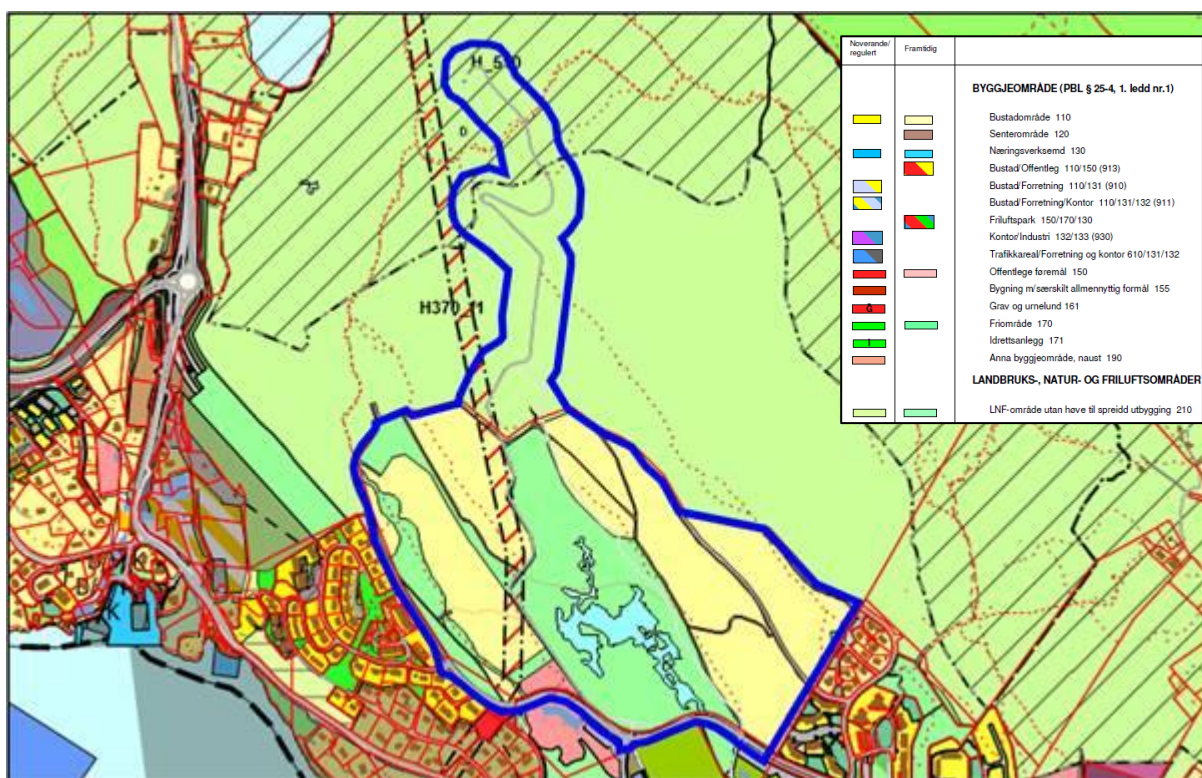 H_510
H370_11
Noverande/ Framtidig
regulert
BYGGJEOMRÅDE (PBL § 25-4, 1. ledd nr.1)
Bustadområde 110
Senterområde 120
Næringsverksemd 130
Bustad/Offentleg 110/150 (913)
Bustad/Forretning 110/131 (910)
Bustad/Forretning/Kontor 110/131/132 (911)
Friluftspark 150/170/130
Kontor/Industri 132/133 (930)
Trafikkareal/Forretning og kontor 610/131/132
Offentlege føremål 150
Bygning m/særskilt allmennyttig formål 155
G Grav og urnelund 161
Friområde 170
I Idrettsanlegg 171
Anna byggjeområde, naust 190
LANDBRUKS-, NATUR- OG FRILUFTSOMRÅDER
LNF-område utan høve til spreidd utbygging 210